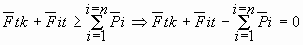 F̅tk + F̅it ≥ ∑_{i=1}^{i=n} P̅i ⇒ F̅tk + F̅it − ∑_{i=1}^{i=n} P̅i = 0